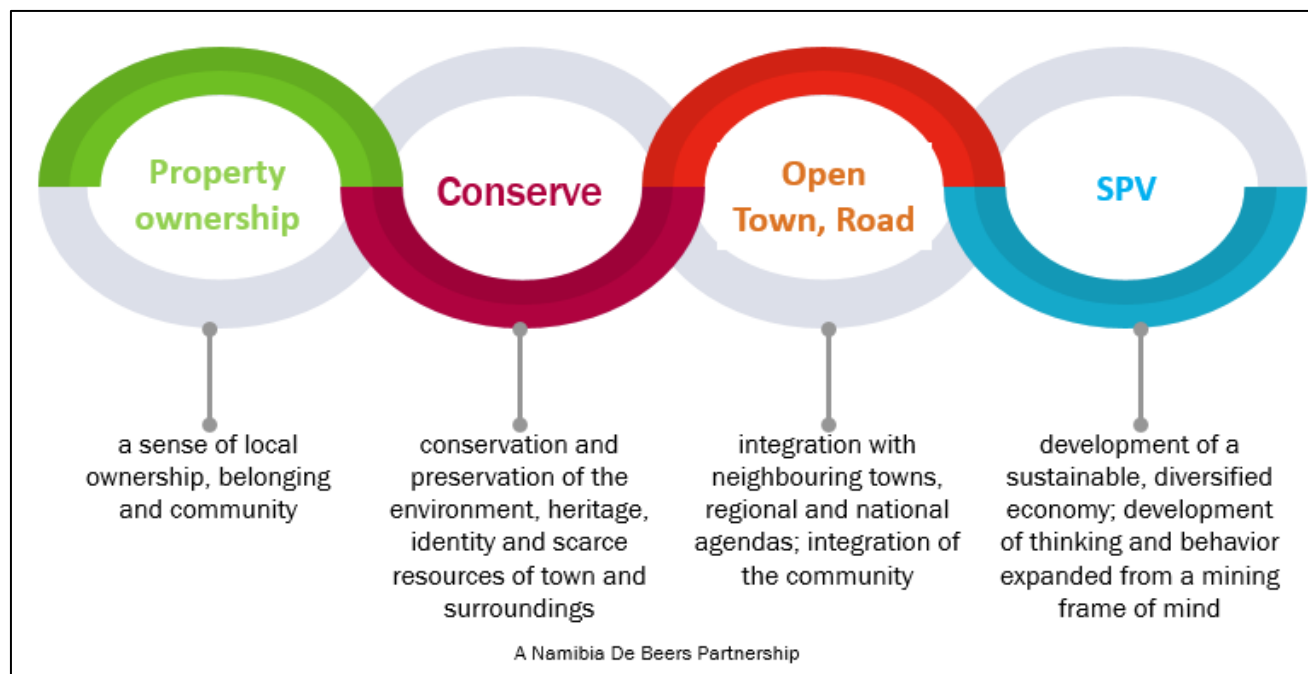 Property
ownership
Conserve
Open
Town, Road
SPV
a sense of local
ownership, belonging
and community
conservation and
preservation of the
environment, heritage,
identity and scarce
resources of town and
surroundings
integration with
neighbouring towns,
regional and national
agendas; integration of
the community
development of a
sustainable, diversified
economy; development
of thinking and behavior
expanded from a mining
frame of mind
A Namibia De Beers Partnership